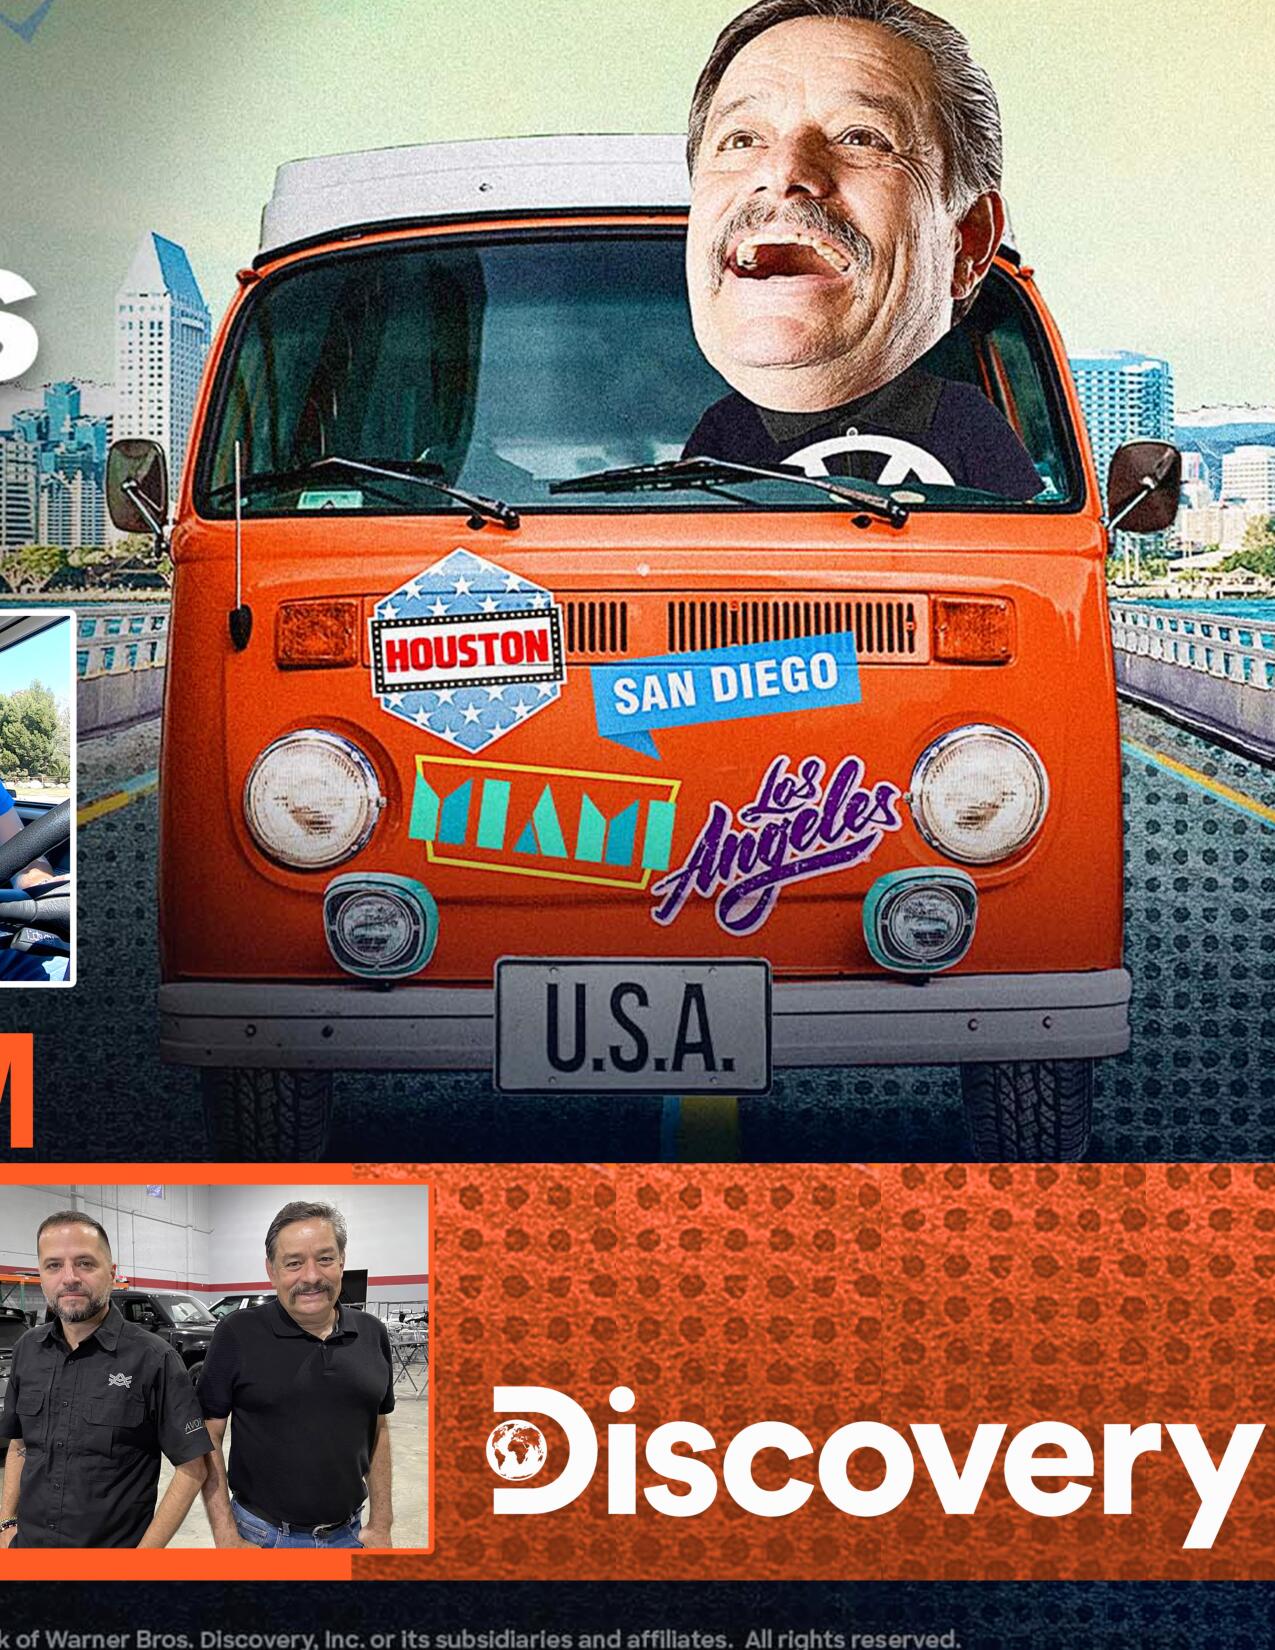 s
HOUSTON
SAN DIEGO
MIAMI
Los
Angeles
U.S.A.
M
Discovery
k of Warner Bros. Discovery, Inc. or its subsidiaries and affiliates. All rights reserved.